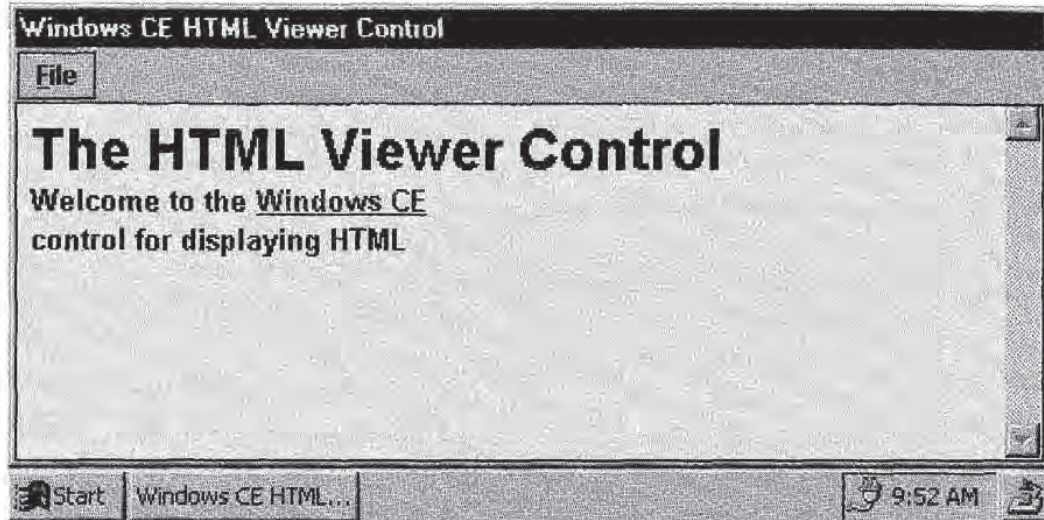 Windows CE HTML Viewer Control
File
The HTML Viewer Control
Welcome to the Windows CE
control for displaying HTML
Start Windows CE HTML... 9:52 AM